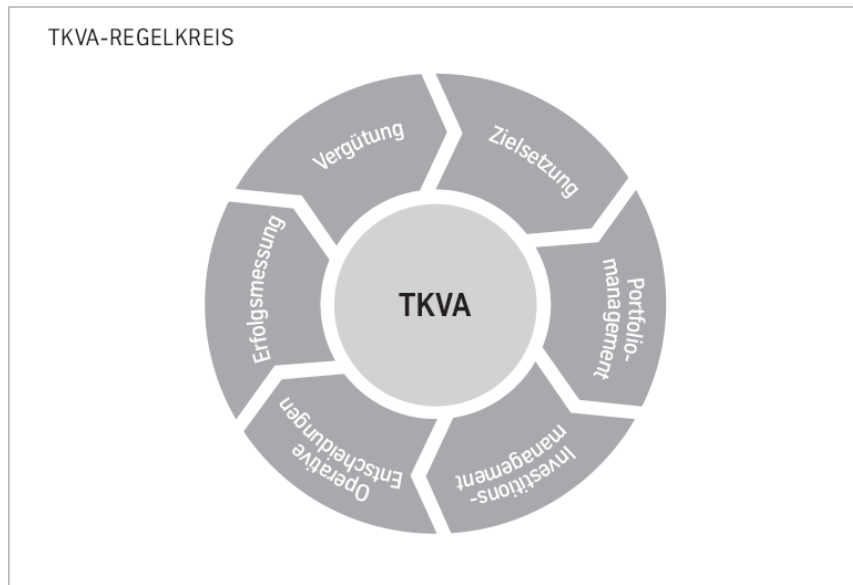 TKVA-REGELKREIS
Zielsetzung
Portfolio-
management
Investitions-
management
Operative
Entscheidungen
Erfolgsmessung
Vergütung
TKVA